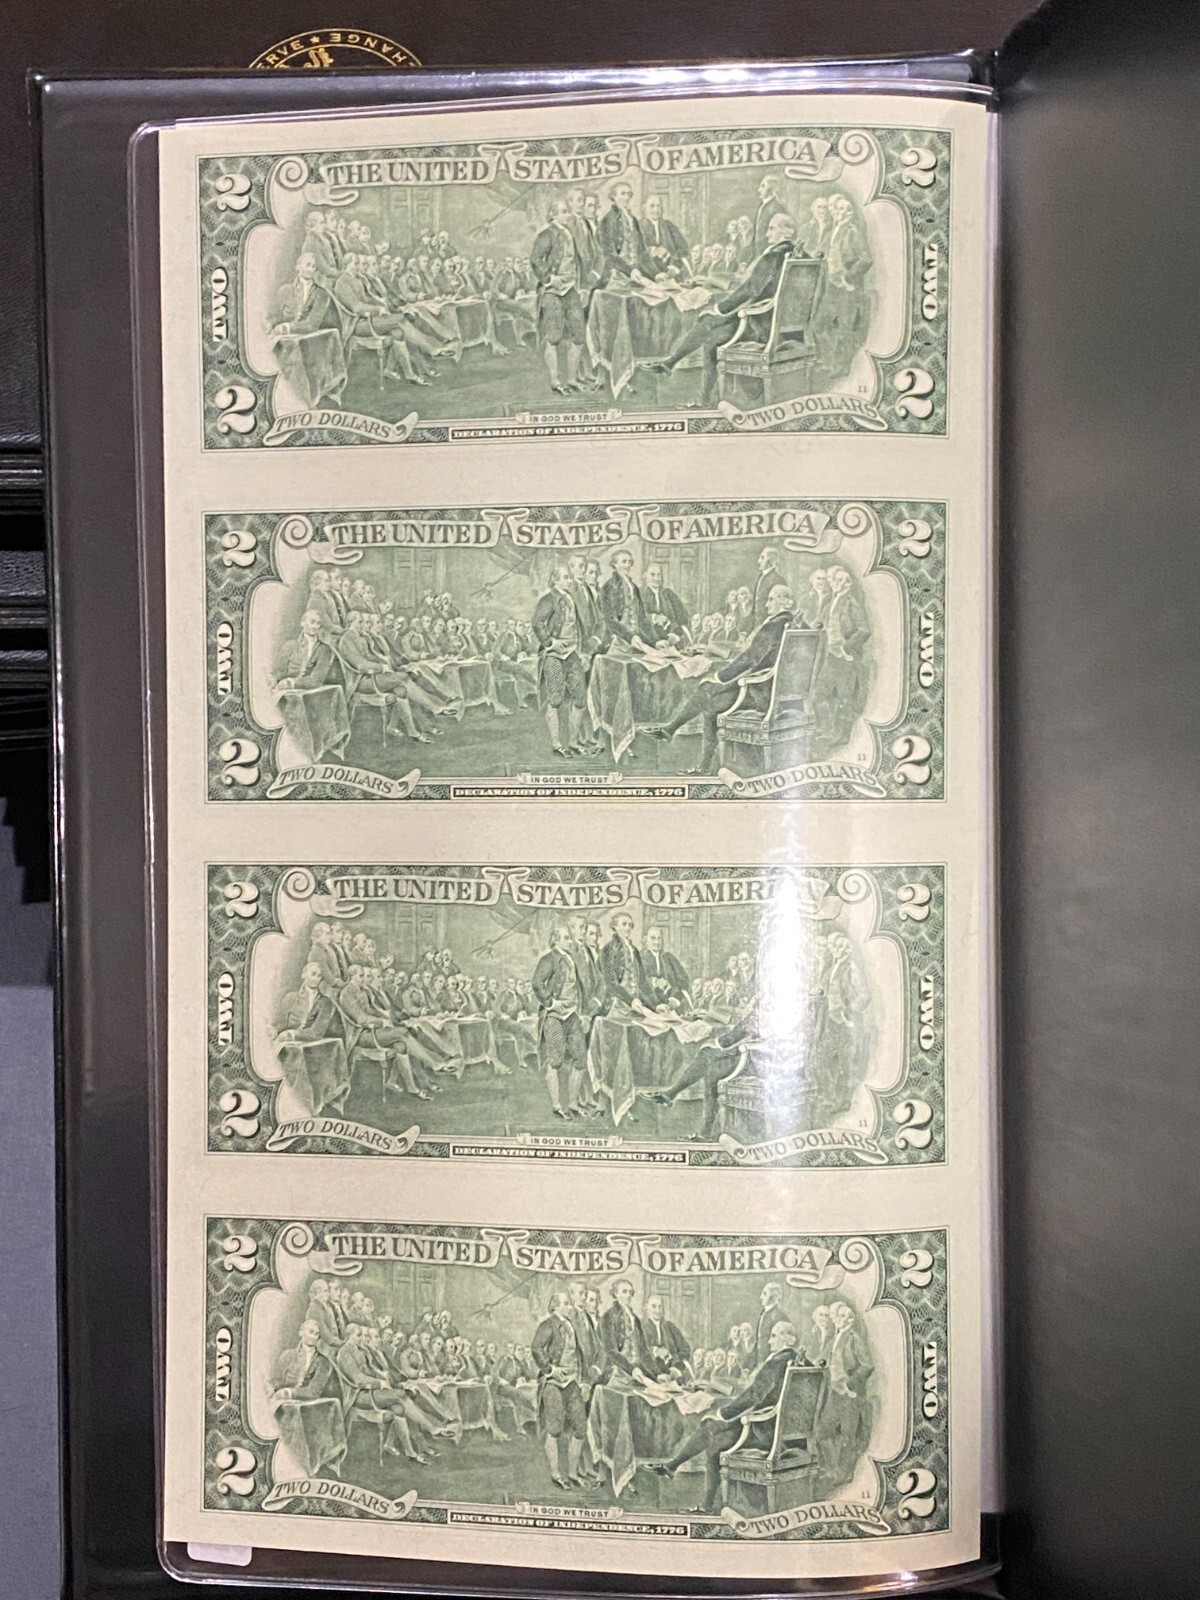 RVE ★ EXCHANGE
THE UNITED STATES OF AMERICA
2 2
TWO TWO
11
2 2
TWO DOLLARS IN GOD WE TRUST TWO DOLLARS
DECLARATION OF INDEPENDENCE, 1776
THE UNITED STATES OF AMERICA
2 2
TWO TWO
11
2 2
TWO DOLLARS IN GOD WE TRUST TWO DOLLARS
DECLARATION OF INDEPENDENCE, 1776
THE UNITED STATES OF AMERICA
2 2
TWO TWO
11
2 2
TWO DOLLARS IN GOD WE TRUST TWO DOLLARS
DECLARATION OF INDEPENDENCE, 1776
THE UNITED STATES OF AMERICA
2 2
TWO TWO
11
2 2
TWO DOLLARS IN GOD WE TRUST TWO DOLLARS
DECLARATION OF INDEPENDENCE, 1776